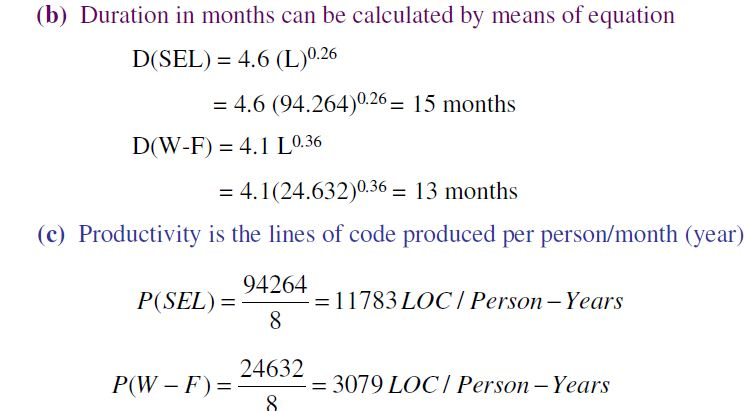 (b) Duration in months can be calculated by means of equation
D(SEL) = 4.6 (L)^0.26
= 4.6 (94.264)^0.26 = 15 months
D(W-F) = 4.1 L^0.36
= 4.1(24.632)^0.36 = 13 months
(c) Productivity is the lines of code produced per person/month (year)
P(SEL) = 94264/8 = 11783 LOC / Person – Years
P(W – F) = 24632/8 = 3079 LOC / Person – Years